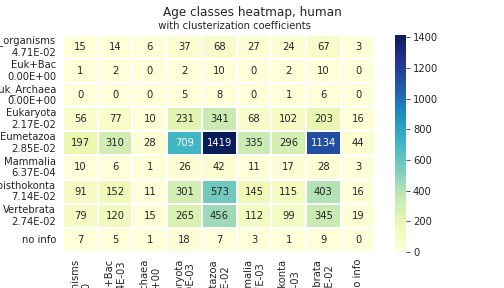 Age classes heatmap, human
with clusterization coefficients
_organisms 15 14 6 37 68 27 24 67 3
4.71E-02
Euk+Bac 1 2 0 2 10 0 2 10 0
0.00E+00
uk_Archaea 0 0 0 5 8 0 1 6 0
0.00E+00
Eukaryota 56 77 10 231 341 68 102 203 16
2.17E-02
Eumetazoa 197 310 28 709 1419 335 296 1134 44
2.85E-02
Mammalia 10 6 1 26 42 11 17 28 3
6.37E-04
pisthokonta 91 152 11 301 573 145 115 403 16
7.14E-02
Vertebrata 79 120 15 265 456 112 99 345 19
2.74E-02
no info 7 5 1 18 7 3 1 9 0
1400
1200
1000
800
600
400
200
0
nisms
+Bac
4E-03
chaea
+00
ryota
E-03
tazoa
E-02
malia
E-03
konta
-03
brata
E-02
o info